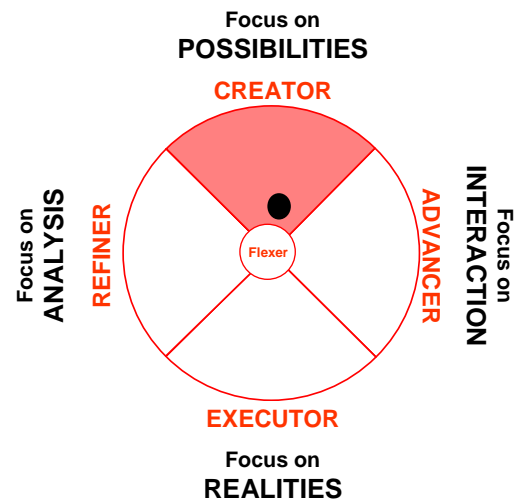 Focus on
POSSIBILITIES
CREATOR
Focus on
ANALYSIS
REFINER
Flexer
ADVANCER
Focus on
INTERACTION
EXECUTOR
Focus on
REALITIES